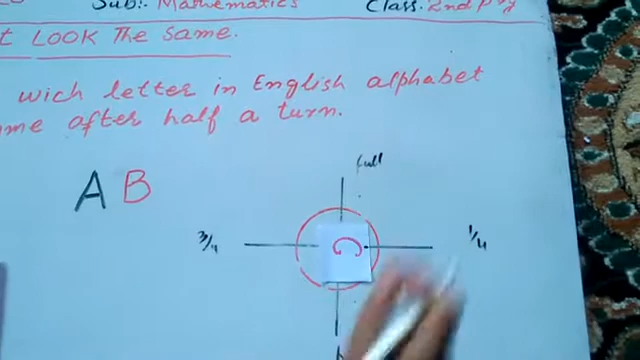 Sub:- Mathematics Class. 2nd
LOOK The Same.
wich letter in English alphabet
after half a turn.
A B
full
3/4
1/4